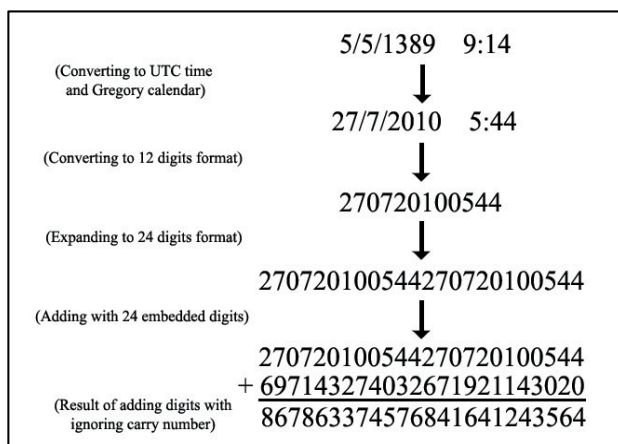 5/5/1389 9:14
(Converting to UTC time
and Gregory calendar)
27/7/2010 5:44
(Converting to 12 digits format)
270720100544
(Expanding to 24 digits format)
270720100544270720100544
(Adding with 24 embedded digits)
270720100544270720100544
+ 697143274032671921143020
(Result of adding digits with
ignoring carry number)
867863374576841641243564